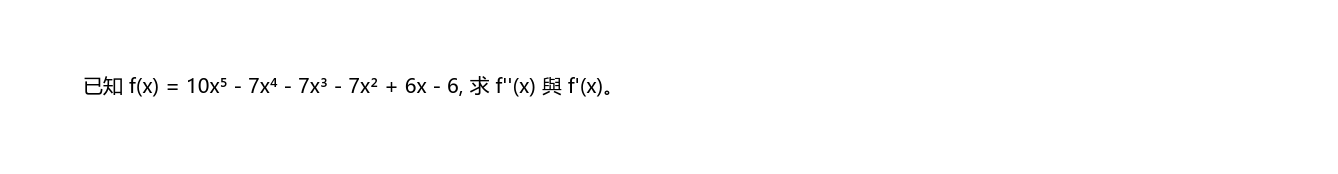 已知 f(x) = 10x⁵ - 7x⁴ - 7x³ - 7x² + 6x - 6, 求 f''(x) 與 f'(x)。